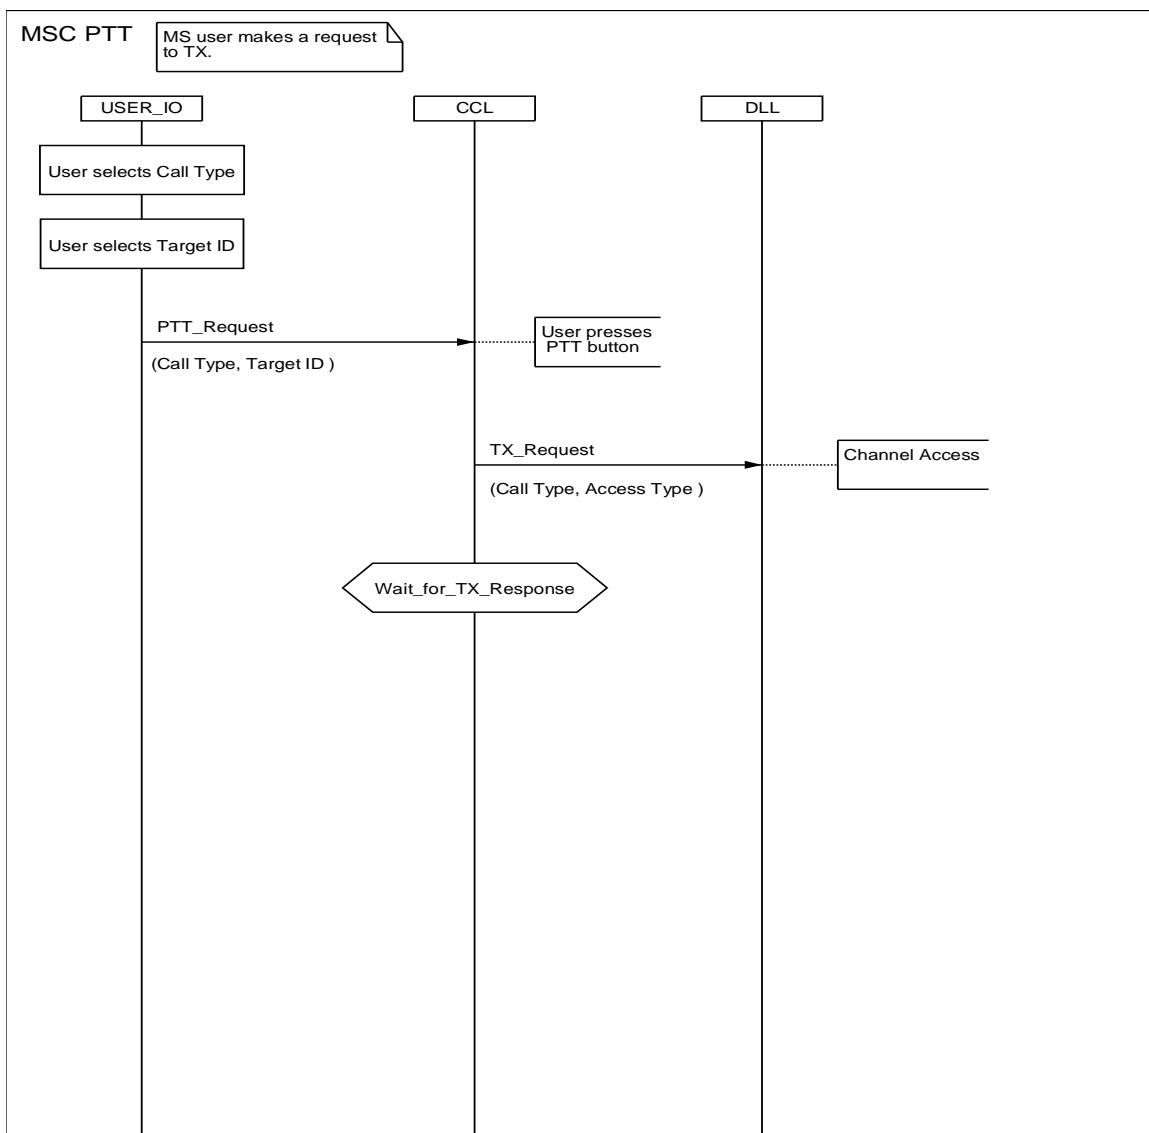 MSC PTT
MS user makes a request
to TX.
USER_IO
CCL
DLL
User selects Call Type
User selects Target ID
PTT_Request
(Call Type, Target ID )
User presses
PTT button
TX_Request
(Call Type, Access Type )
Channel Access
Wait_for_TX_Response